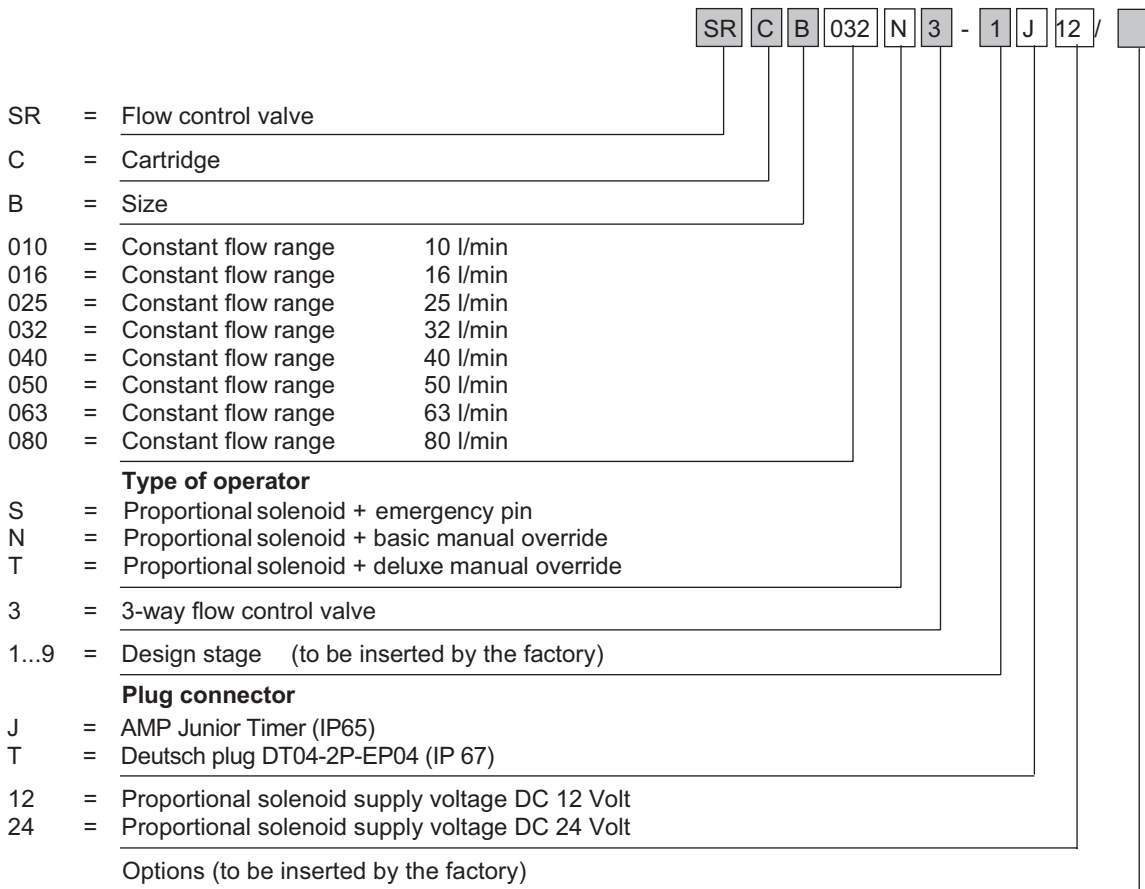 SR C B 032 N 3 - 1 J 12 /
SR = Flow control valve
C = Cartridge
B = Size
010 = Constant flow range 10 l/min
016 = Constant flow range 16 l/min
025 = Constant flow range 25 l/min
032 = Constant flow range 32 l/min
040 = Constant flow range 40 l/min
050 = Constant flow range 50 l/min
063 = Constant flow range 63 l/min
080 = Constant flow range 80 l/min
Type of operator
S = Proportional solenoid + emergency pin
N = Proportional solenoid + basic manual override
T = Proportional solenoid + deluxe manual override
3 = 3-way flow control valve
1...9 = Design stage (to be inserted by the factory)
Plug connector
J = AMP Junior Timer (IP65)
T = Deutsch plug DT04-2P-EP04 (IP 67)
12 = Proportional solenoid supply voltage DC 12 Volt
24 = Proportional solenoid supply voltage DC 24 Volt
Options (to be inserted by the factory)